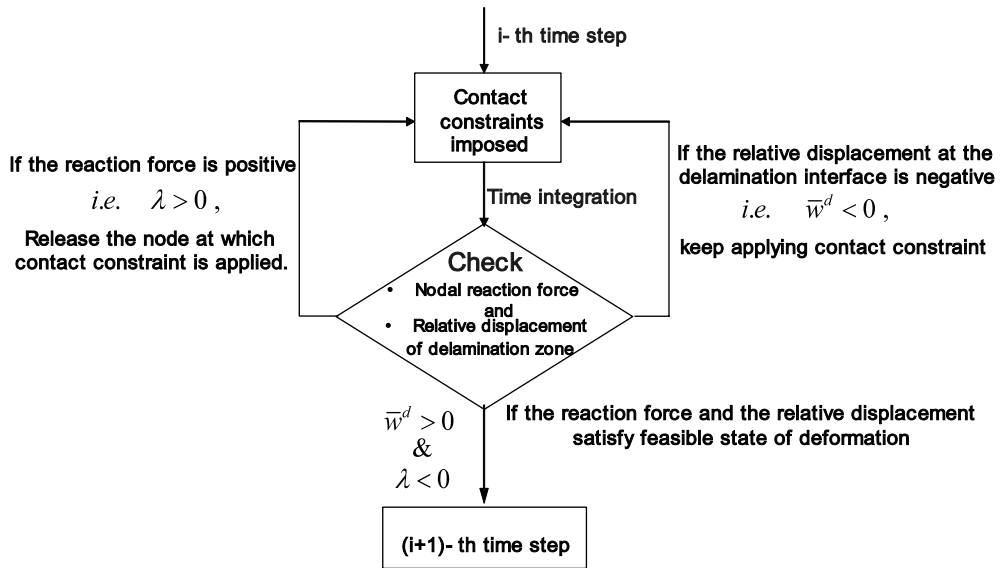 i- th time step
Contact
constraints
imposed
If the reaction force is positive
i.e. λ > 0 ,
Release the node at which
contact constraint is applied.
If the relative displacement at the
delamination interface is negative
i.e. w̅ᵈ < 0 ,
keep applying contact constraint
Time integration
Check
• Nodal reaction force
and
• Relative displacement
of delamination zone
w̅ᵈ > 0
&
λ < 0
If the reaction force and the relative displacement
satisfy feasible state of deformation
(i+1)- th time step